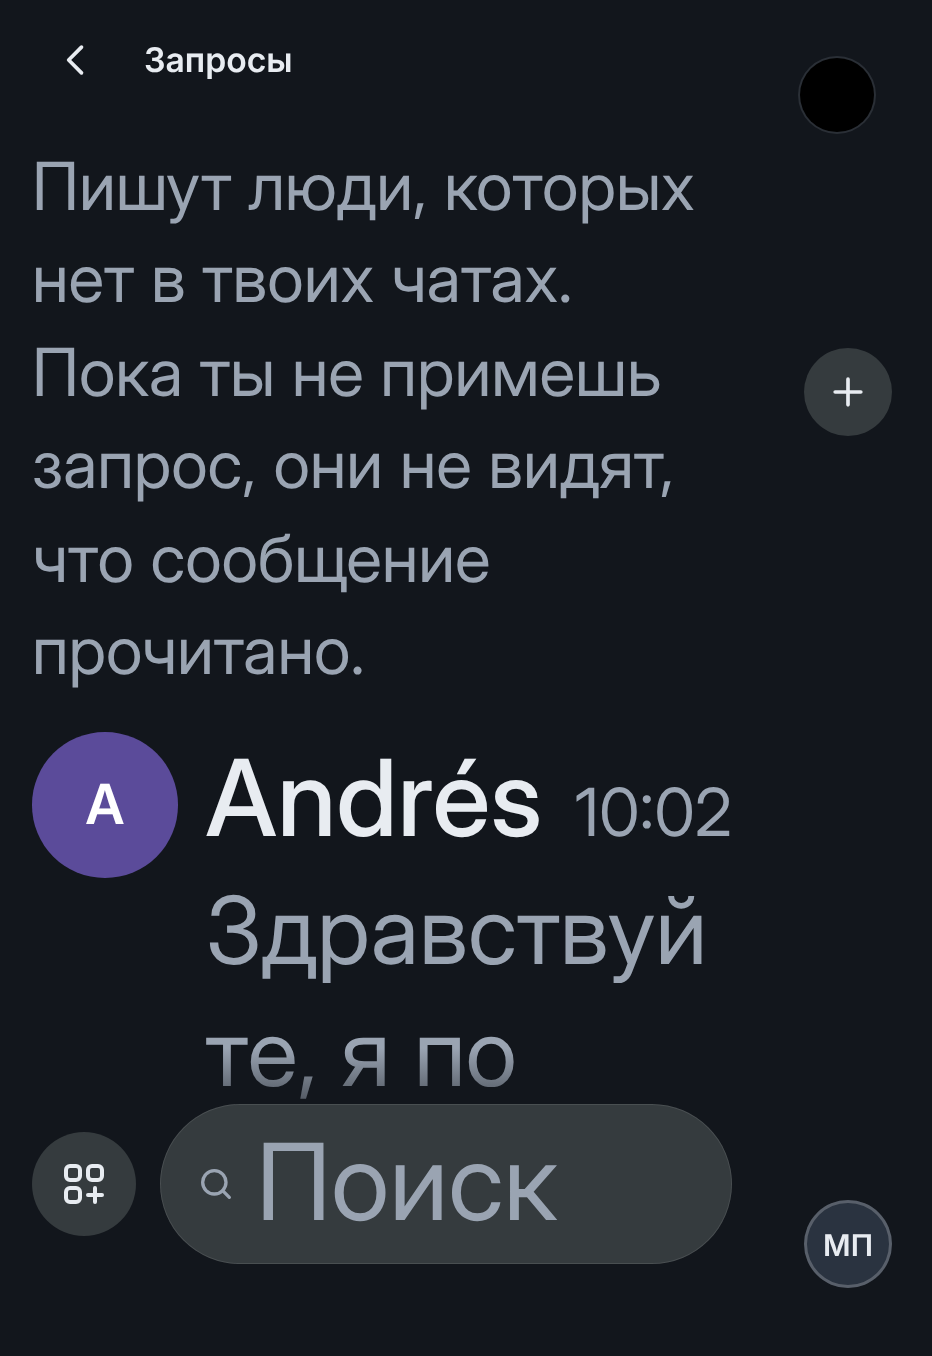 Запросы
Пишут люди, которых
нет в твоих чатах.
Пока ты не примешь
запрос, они не видят,
что сообщение
прочитано.
A
Andrés 10:02
Здравствуй
те, я по
Поиск
МП